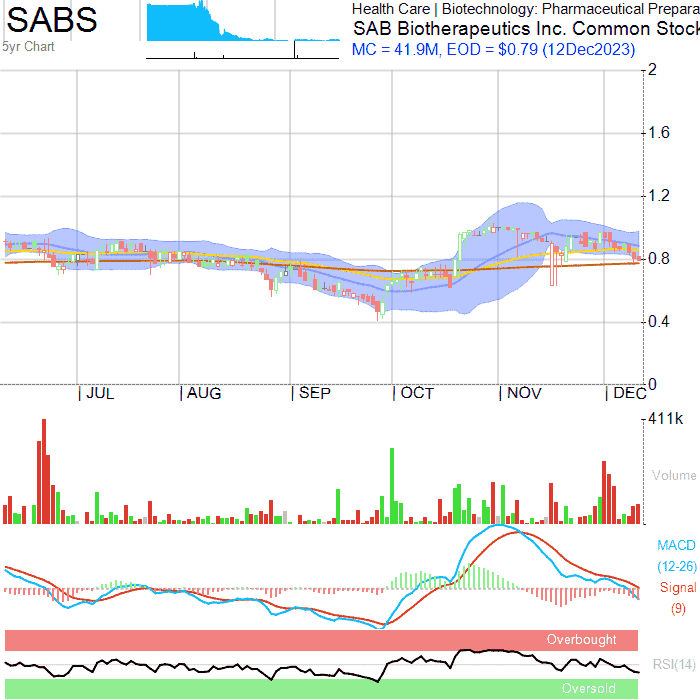 SABS
5yr Chart
Health Care | Biotechnology: Pharmaceutical Prepara
SAB Biotherapeutics Inc. Common Stock
MC = 41.9M, EOD = $0.79 (12Dec2023)
2
1.6
1.2
0.8
0.4
0
| JUL | AUG | SEP | OCT | NOV | DEC
411k
Volume
MACD
(12-26)
Signal
(9)
Overbought
RSI(14)
Oversold